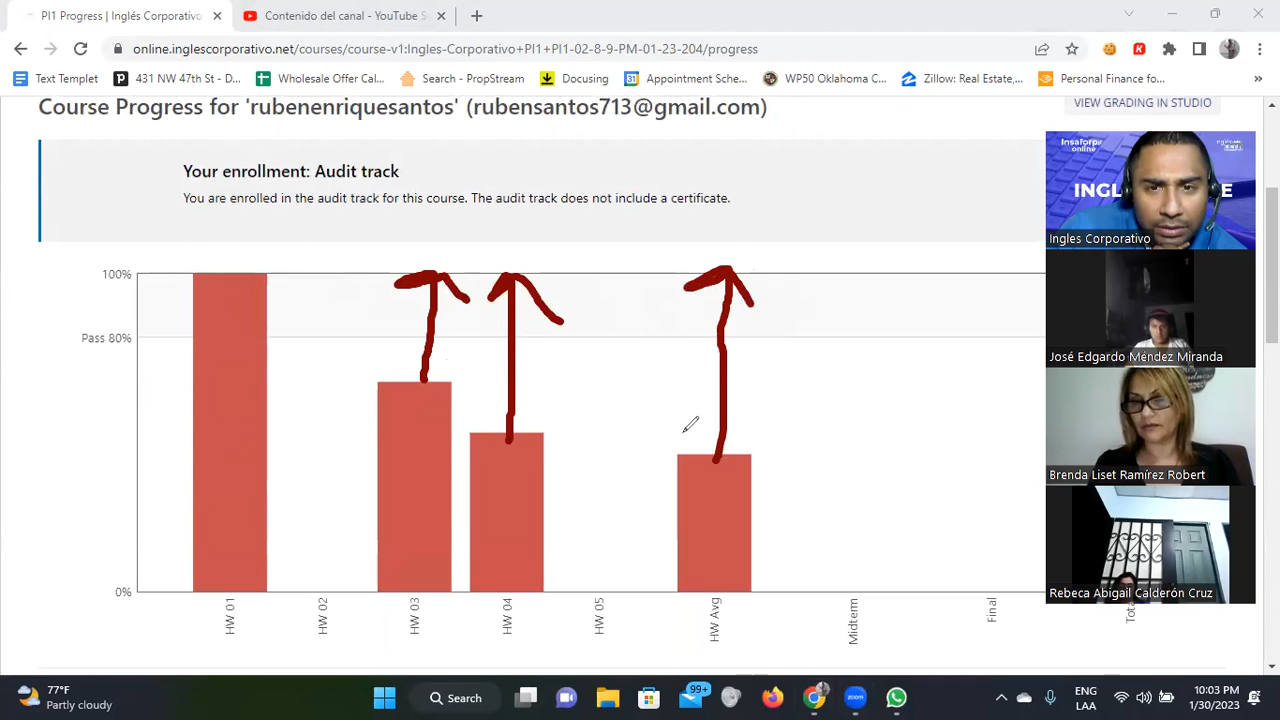 PI1 Progress | Inglés Corporativo
Contenido del canal - YouTube S
online.inglescorporativo.net/courses/course-v1:Ingles-Corporativo+PI1+PI1-02-8-9-PM-01-23-204/progress
Text Templet
431 NW 47th St - D...
Wholesale Offer Cal...
Search - PropStream
Docusing
Appointment Sche...
WP50 Oklahoma C...
Zillow: Real Estate,...
Personal Finance fo...
Course Progress for 'rubenenriquesantos' (rubensantos713@gmail.com)
VIEW GRADING IN STUDIO
Your enrollment: Audit track
You are enrolled in the audit track for this course. The audit track does not include a certificate.
Insaforp
online
INGL
E
Ingles Corporativo
José Edgardo Méndez Miranda
Brenda Liset Ramírez Robert
Rebeca Abigail Calderón Cruz
100%
Pass 80%
0%
HW 01
HW 02
HW 03
HW 04
HW 05
HW Avg
Midterm
Final
Tota
77°F
Partly cloudy
Search
99+
ENG
LAA
10:03 PM
1/30/2023